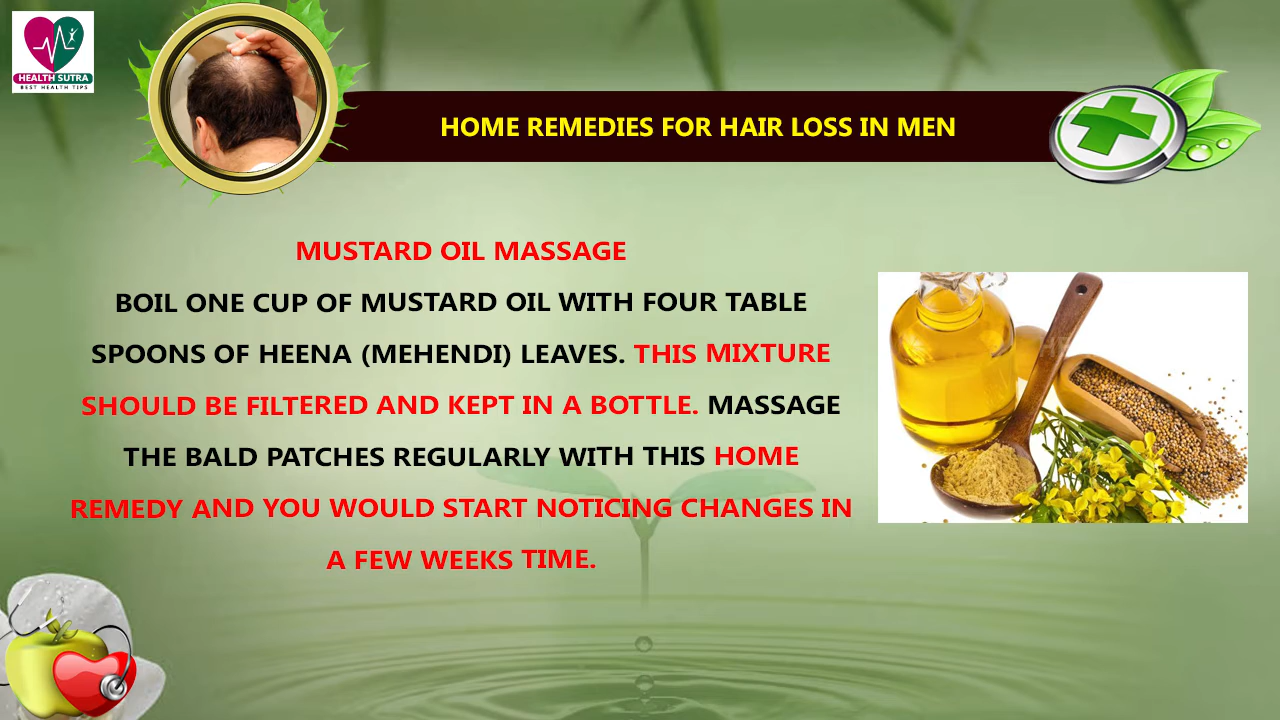 HEALTH SUTRA
BEST HEALTH TIPS
HOME REMEDIES FOR HAIR LOSS IN MEN
MUSTARD OIL MASSAGE
BOIL ONE CUP OF MUSTARD OIL WITH FOUR TABLE
SPOONS OF HEENA (MEHENDI) LEAVES. THIS MIXTURE
SHOULD BE FILTERED AND KEPT IN A BOTTLE. MASSAGE
THE BALD PATCHES REGULARLY WITH THIS HOME
REMEDY AND YOU WOULD START NOTICING CHANGES IN
A FEW WEEKS TIME.